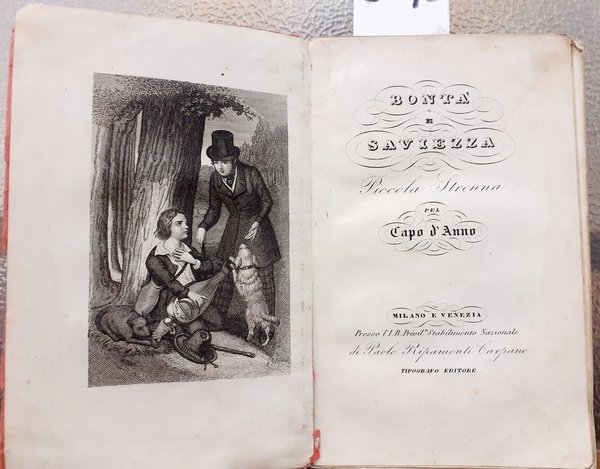 BONTÀ
E
SAVIEZZA
Piccola Strenna
PEL
Capo d'Anno
MILANO E VENEZIA
Presso l'I. R. Privil.º Stabilimento Nazionale
di Paolo Ripamonti Carpano
TIPOGRAFO EDITORE